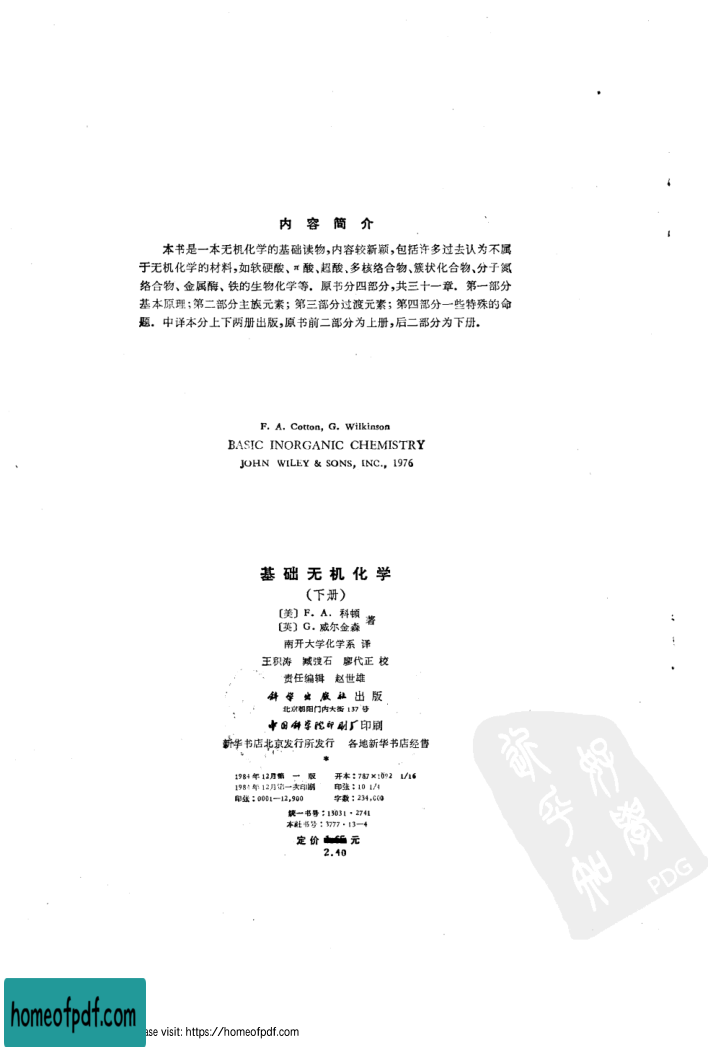 内容简介
本书是一本无机化学的基础读物,内容较新颖,包括许多过去认为不属
于无机化学的材料,如软硬酸、π酸、超酸、多核络合物、簇状化合物、分子氮
络合物、金属酶、铁的生物化学等. 原书分四部分,共三十一章. 第一部分
基本原理;第二部分主族元素;第三部分过渡元素;第四部分一些特殊的命
题. 中译本分上下两册出版,原书前二部分为上册,后二部分为下册.
F. A. Cotton, G. Wilkinson
BASIC INORGANIC CHEMISTRY
JOHN WILEY & SONS, INC., 1976
基础无机化学
(下册)
〔美〕F. A. 科顿
〔英〕G. 威尔金森 著
南开大学化学系 译
王积涛 臧渡石 廖代正 校
责任编辑 赵世雄
科学出版社出版
北京朝阳门内大街 137 号
中国科学院印刷厂印刷
新华书店北京发行所发行 各地新华书店经售
*
1984年12月第一版 开本:787×1092 1/16
1984年12月第一次印刷 印张:10 1/4
印数:0001—12,900 字数:234,000
统一书号:13031·2741
本社书号:3777·13—4
定价 元
2.40
好学
PDG
homeofpdf.com
ase visit: https://homeofpdf.com